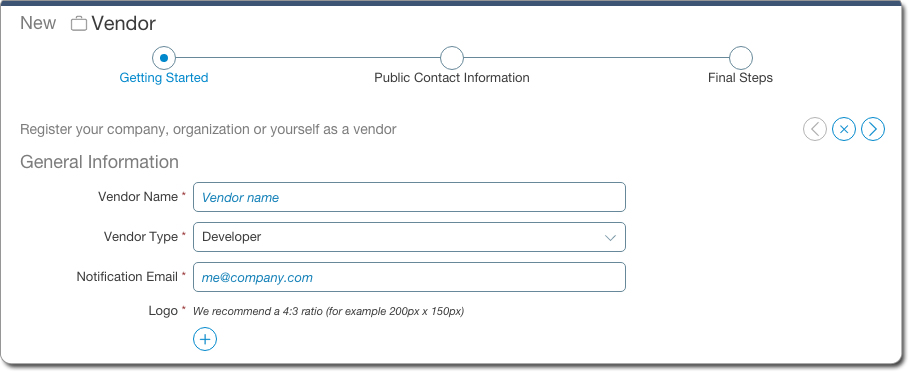 New Vendor
Getting Started Public Contact Information Final Steps
Register your company, organization or yourself as a vendor
General Information
Vendor Name * Vendor name
Vendor Type * Developer
Notification Email * me@company.com
Logo * We recommend a 4:3 ratio (for example 200px x 150px)